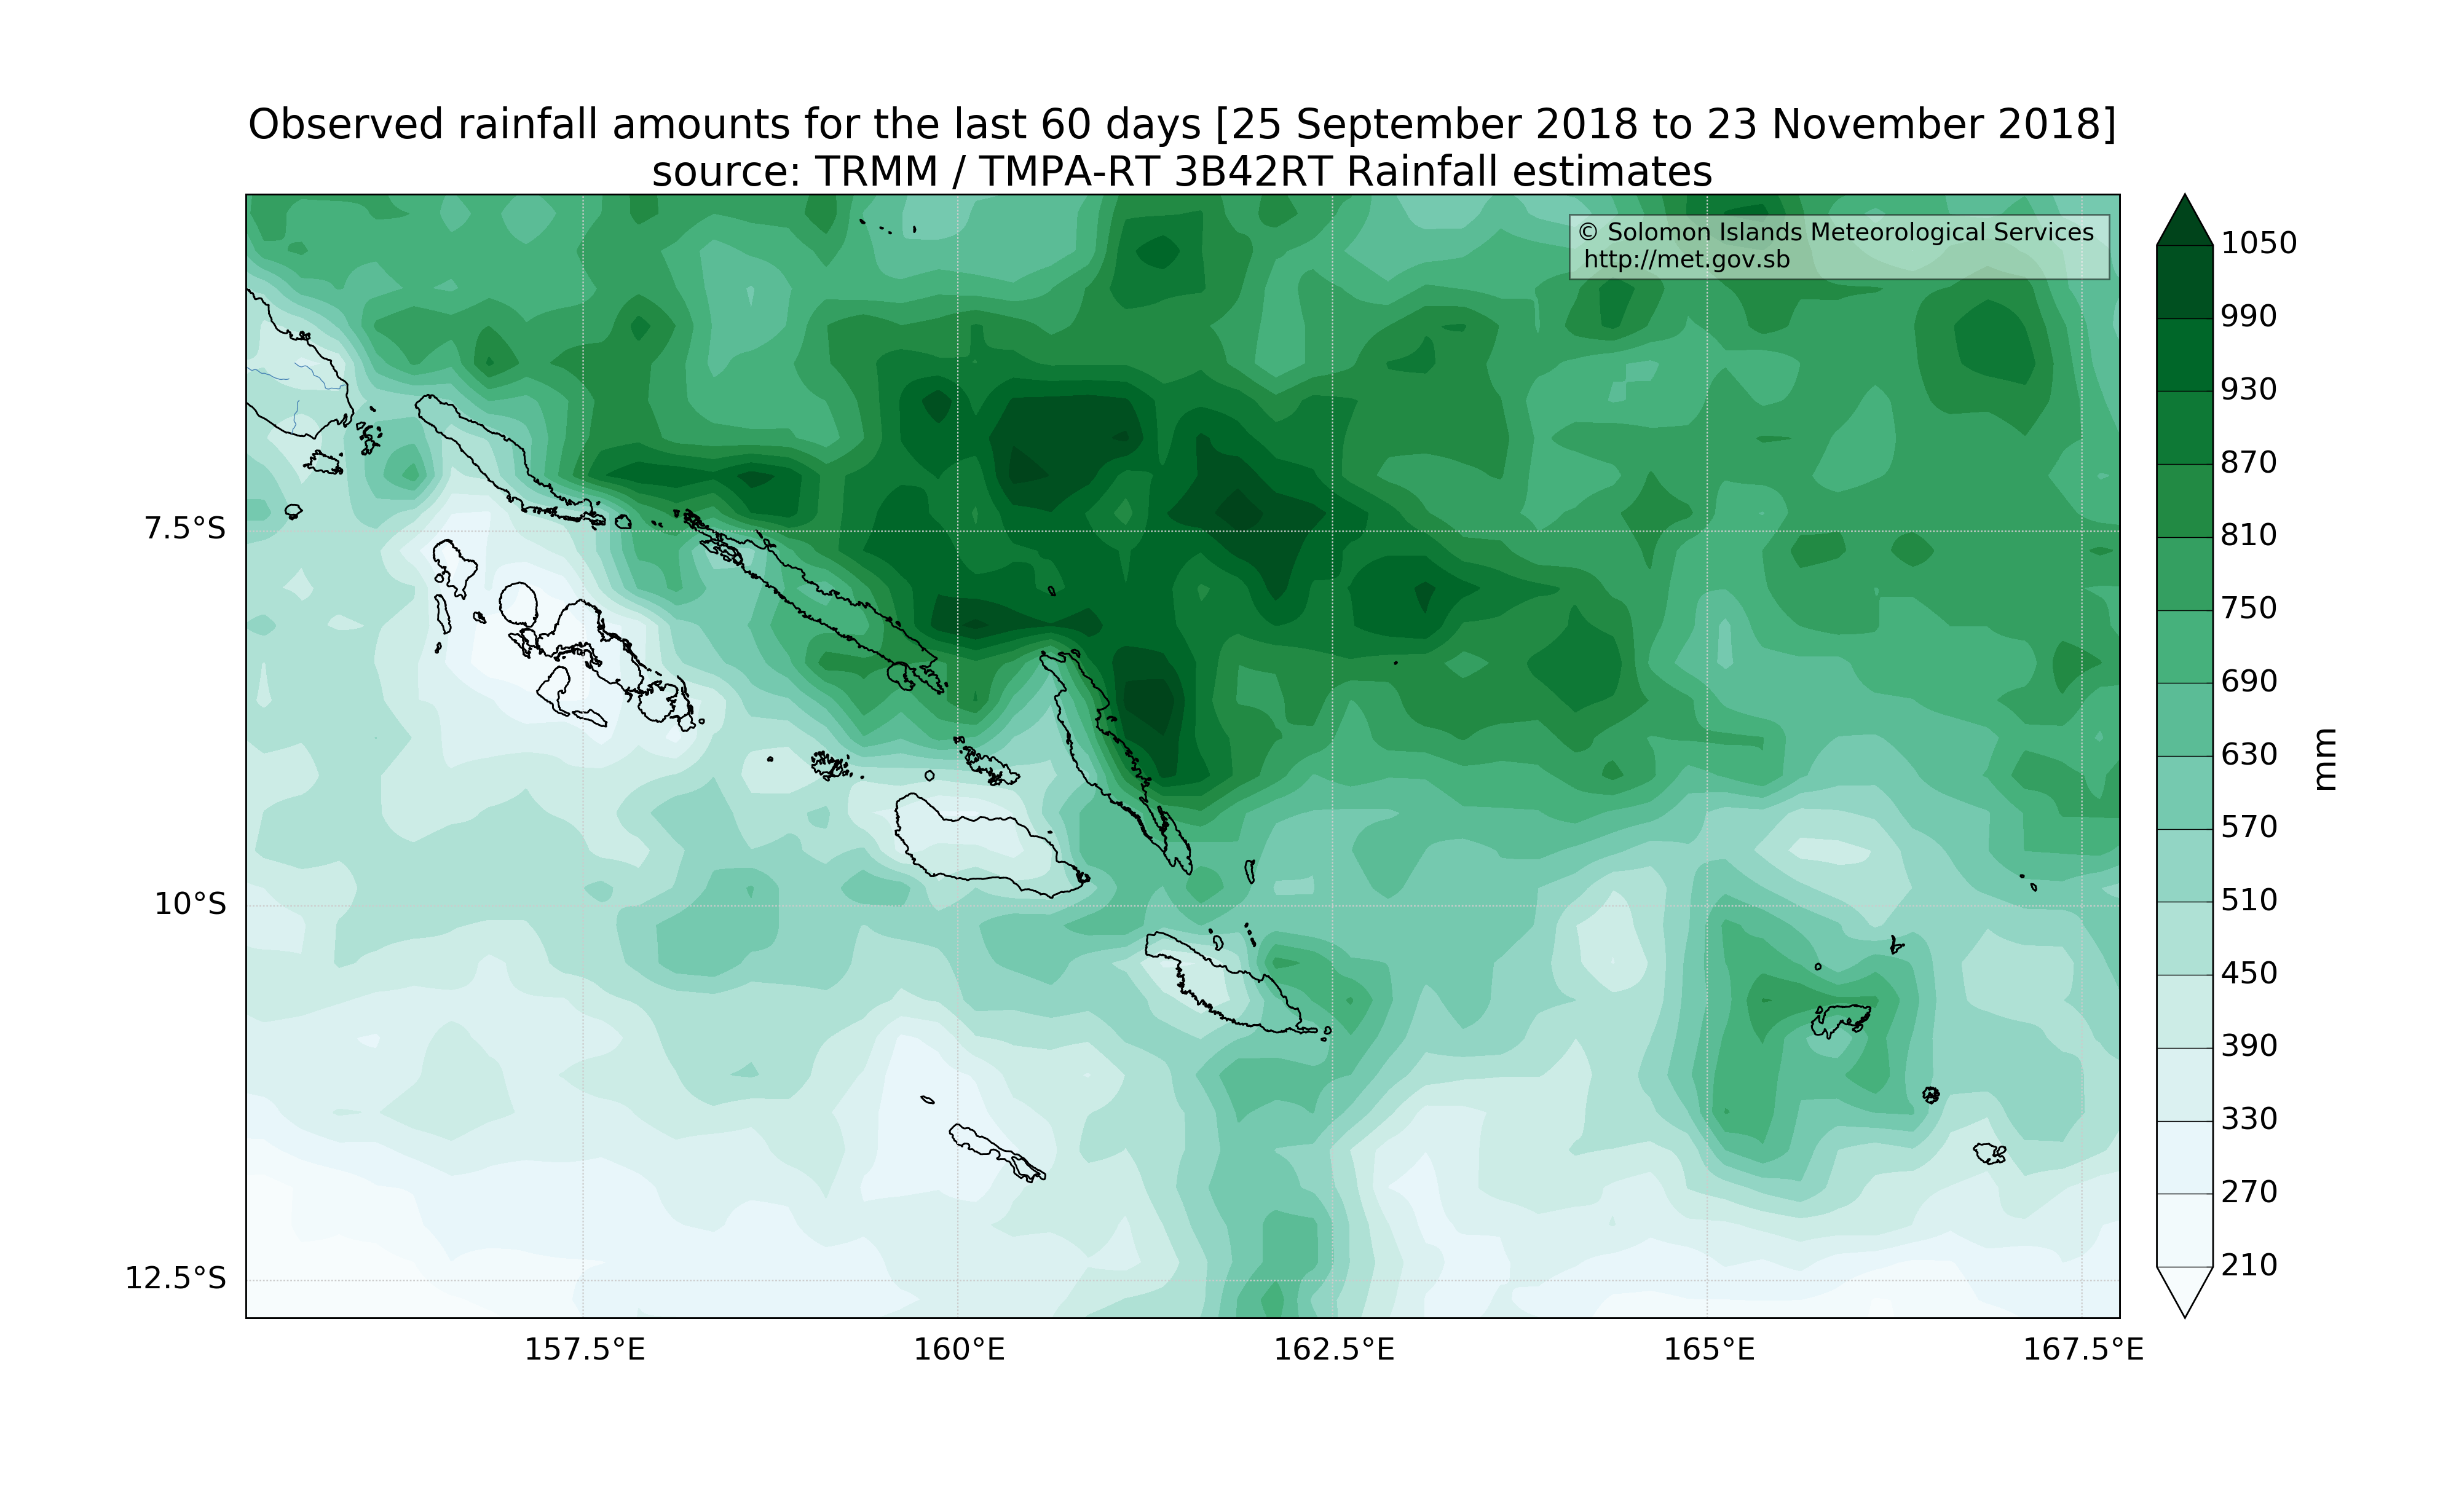 Observed rainfall amounts for the last 60 days [25 September 2018 to 23 November 2018]
source: TRMM / TMPA-RT 3B42RT Rainfall estimates
© Solomon Islands Meteorological Services
http://met.gov.sb
7.5°S
10°S
12.5°S
157.5°E
160°E
162.5°E
165°E
167.5°E
1050
990
930
870
810
750
690
630
570
510
450
390
330
270
210
mm